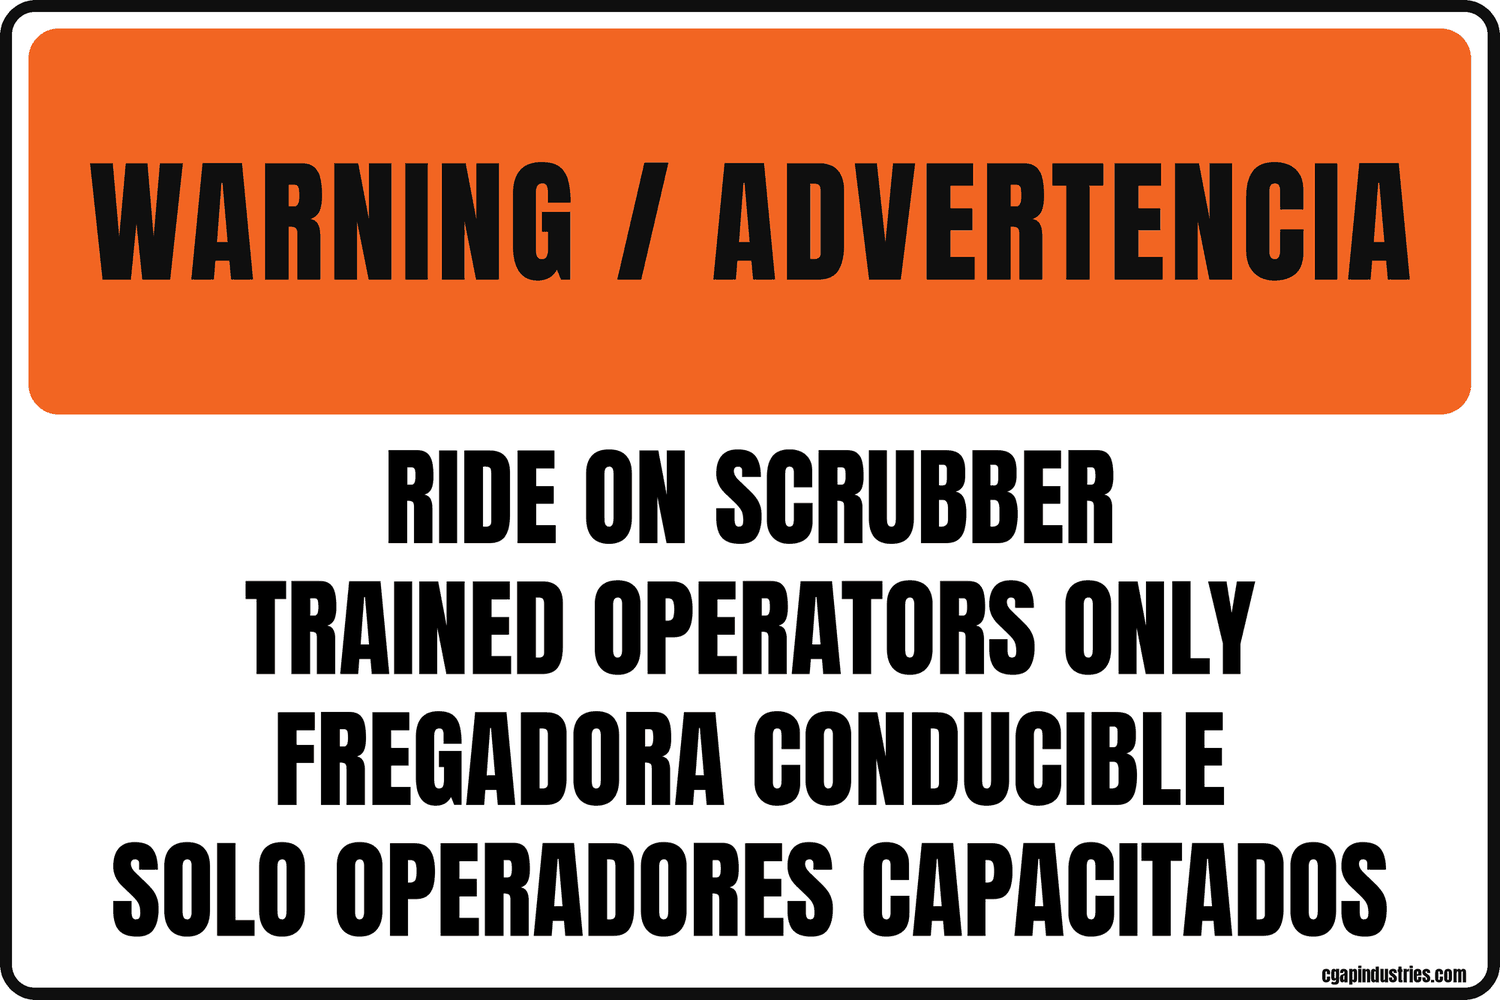 WARNING / ADVERTENCIA
RIDE ON SCRUBBER
TRAINED OPERATORS ONLY
FREGADORA CONDUCIBLE
SOLO OPERADORES CAPACITADOS
cgapindustries.com